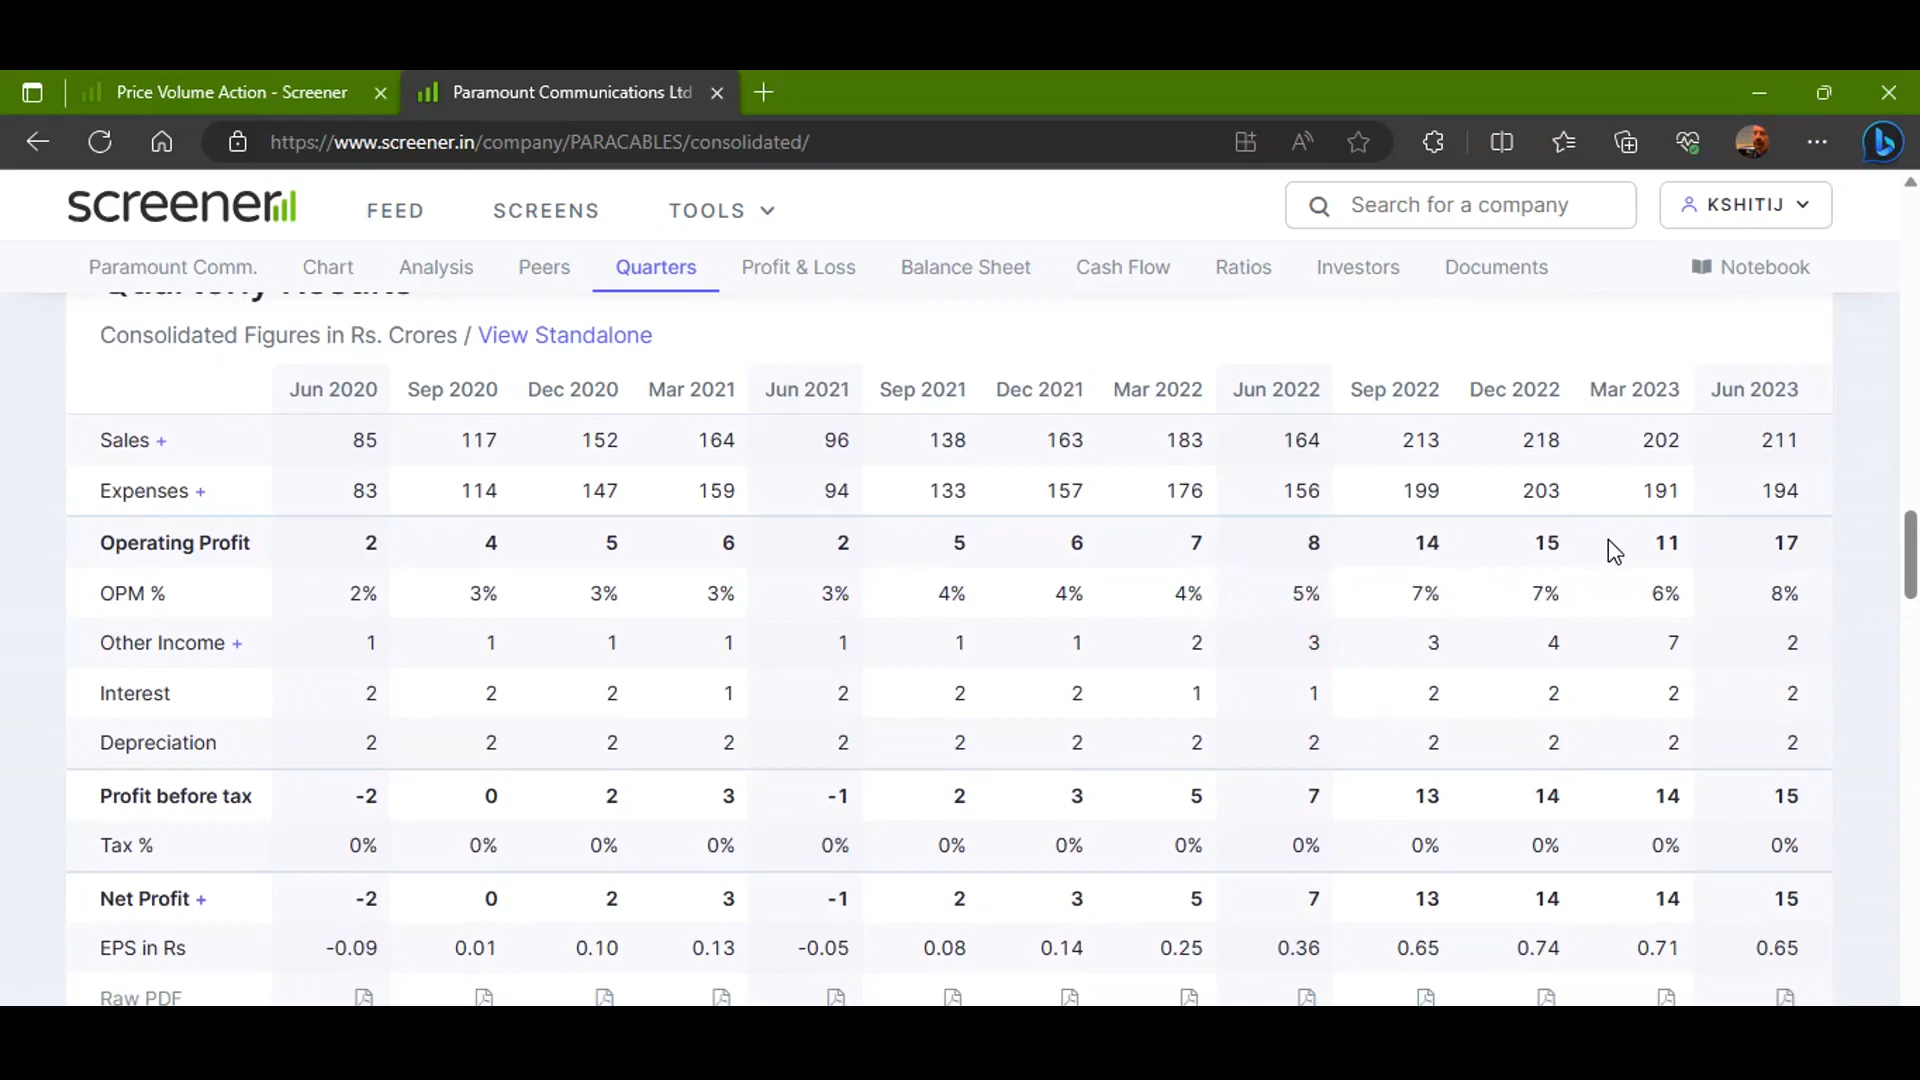 Price Volume Action - Screener
Paramount Communications Ltd
https://www.screener.in/company/PARACABLES/consolidated/
screener
FEED SCREENS TOOLS
Search for a company
KSHITIJ
Paramount Comm. Chart Analysis Peers Quarters Profit & Loss Balance Sheet Cash Flow Ratios Investors Documents Notebook
Quarterly Results
Consolidated Figures in Rs. Crores / View Standalone
Jun 2020 Sep 2020 Dec 2020 Mar 2021 Jun 2021 Sep 2021 Dec 2021 Mar 2022 Jun 2022 Sep 2022 Dec 2022 Mar 2023 Jun 2023
Sales + 85 117 152 164 96 138 163 183 164 213 218 202 211
Expenses + 83 114 147 159 94 133 157 176 156 199 203 191 194
Operating Profit 2 4 5 6 2 5 6 7 8 14 15 11 17
OPM % 2% 3% 3% 3% 3% 4% 4% 4% 5% 7% 7% 6% 8%
Other Income + 1 1 1 1 1 1 1 2 3 3 4 7 2
Interest 2 2 2 1 2 2 2 1 1 2 2 2 2
Depreciation 2 2 2 2 2 2 2 2 2 2 2 2 2
Profit before tax -2 0 2 3 -1 2 3 5 7 13 14 14 15
Tax % 0% 0% 0% 0% 0% 0% 0% 0% 0% 0% 0% 0% 0%
Net Profit + -2 0 2 3 -1 2 3 5 7 13 14 14 15
EPS in Rs -0.09 0.01 0.10 0.13 -0.05 0.08 0.14 0.25 0.36 0.65 0.74 0.71 0.65
Raw PDF